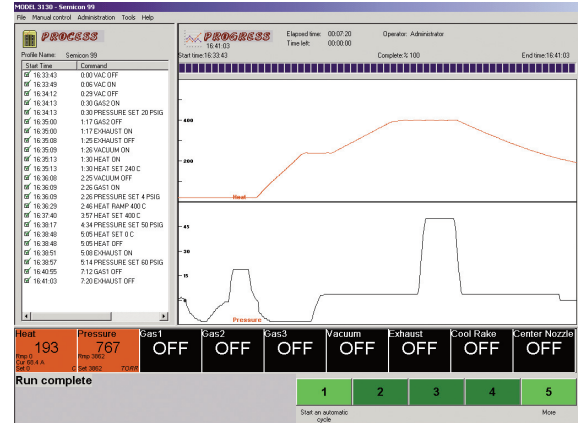 MODEL 3130 - Semicon 99
File Manual control Administration Tools Help
PROCESS
Profile Name: Semicon 99
Start Time Command
16:33:43 0:00 VAC OFF
16:33:49 0:06 VAC ON
16:34:12 0:29 VAC OFF
16:34:13 0:30 GAS2 ON
16:34:13 0:30 PRESSURE SET 20 PSIG
16:35:00 1:17 GAS2 OFF
16:35:00 1:17 EXHAUST ON
16:35:08 1:25 EXHAUST OFF
16:35:09 1:26 VACUUM ON
16:35:13 1:30 HEAT ON
16:35:13 1:30 HEAT SET 240 C
16:36:08 2:25 VACUUM OFF
16:36:09 2:26 GAS1 ON
16:36:09 2:26 PRESSURE SET 4 PSIG
16:36:29 2:46 HEAT RAMP 400 C
16:37:40 3:57 HEAT SET 400 C
16:38:17 4:34 PRESSURE SET 50 PSIG
16:38:48 5:05 HEAT SET 0 C
16:38:48 5:05 HEAT OFF
16:38:51 5:08 EXHAUST ON
16:38:57 5:14 PRESSURE SET 60 PSIG
16:40:55 7:12 GAS1 OFF
16:41:03 7:20 EXHAUST OFF
PROGRESS
16:41:03
Elapsed time: 00:07:20 Operator: Administrator
Time left: 00:00:00
Start time:16:33:43 Complete:% 100 End time:16:41:03
400
200
Heat
45
30
15
Pressure
Heat Pressure Gas1 Gas2 Gas3 Vacuum Exhaust Cool Rake Center Nozzle
193 767 OFF OFF OFF OFF OFF OFF OFF
Rmp 0 Rmp 3862
Cur 88.4 A
Set 0 C Set 3862 TORR
Run complete
1 2 3 4 5
Start an automatic cycle More